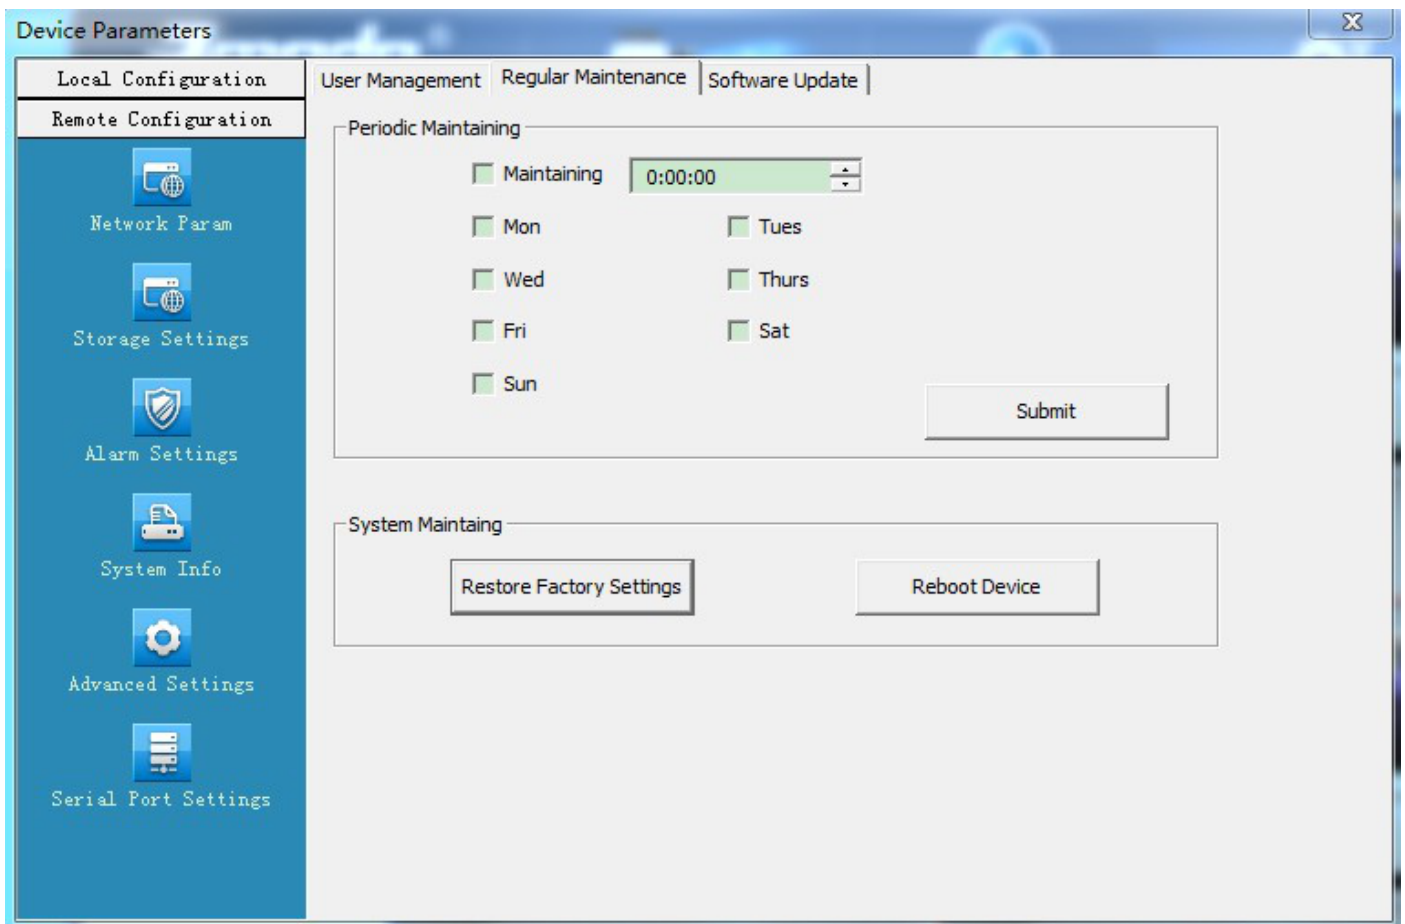 Device Parameters
Local Configuration
Remote Configuration
Network Param
Storage Settings
Alarm Settings
System Info
Advanced Settings
Serial Port Settings
User Management Regular Maintenance Software Update
Periodic Maintaining
Maintaining 0:00:00
Mon Tues
Wed Thurs
Fri Sat
Sun
Submit
System Maintaing
Restore Factory Settings Reboot Device